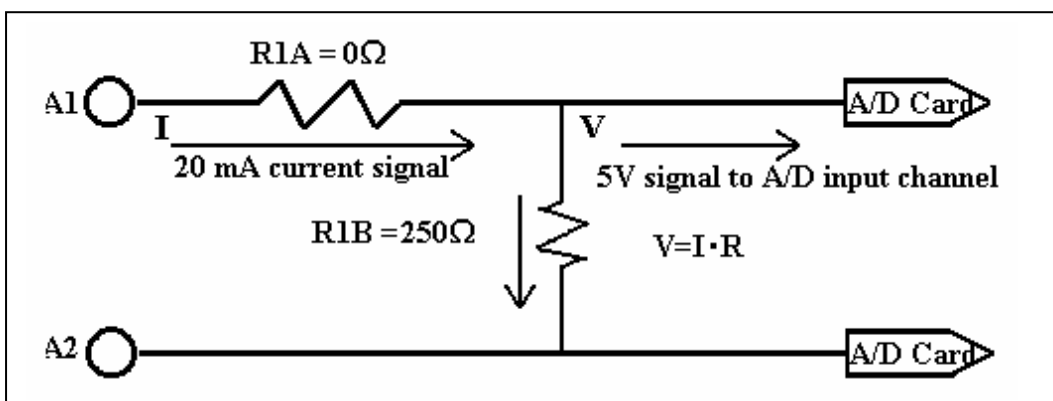 R1A = 0Ω
A1
A/D Card
I
V
20 mA current signal
5V signal to A/D input channel
R1B =250Ω
V=I·R
A2
A/D Card